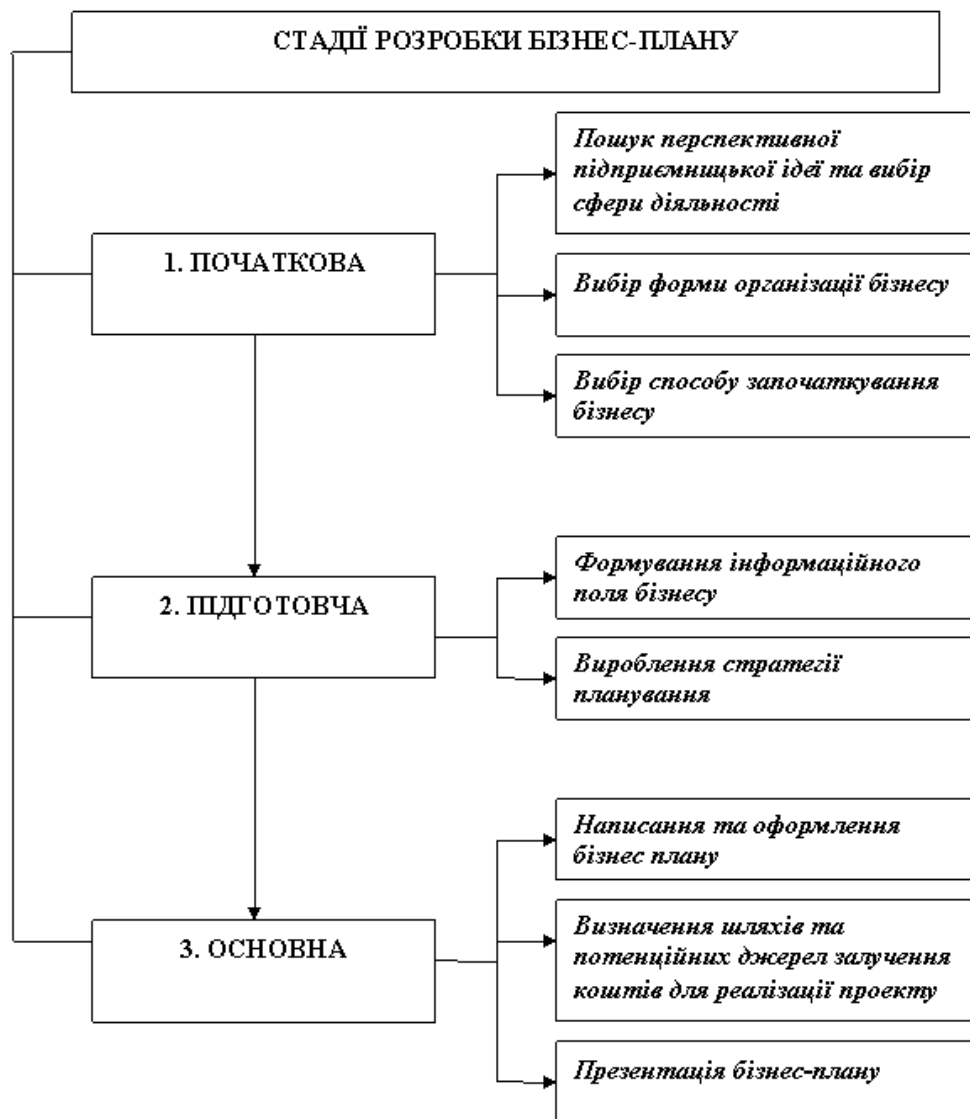 СТАДІЇ РОЗРОБКИ БІЗНЕС-ПЛАНУ
1. ПОЧАТКОВА
Пошук перспективної
підприємницької ідеї та вибір
сфери діяльності
Вибір форми організації бізнесу
Вибір способу започаткування
бізнесу
2. ПІДГОТОВЧА
Формування інформаційного
поля бізнесу
Вироблення стратегії
планування
3. ОСНОВНА
Написання та оформлення
бізнес плану
Визначення шляхів та
потенційних джерел залучення
коштів для реалізації проекту
Презентація бізнес-плану